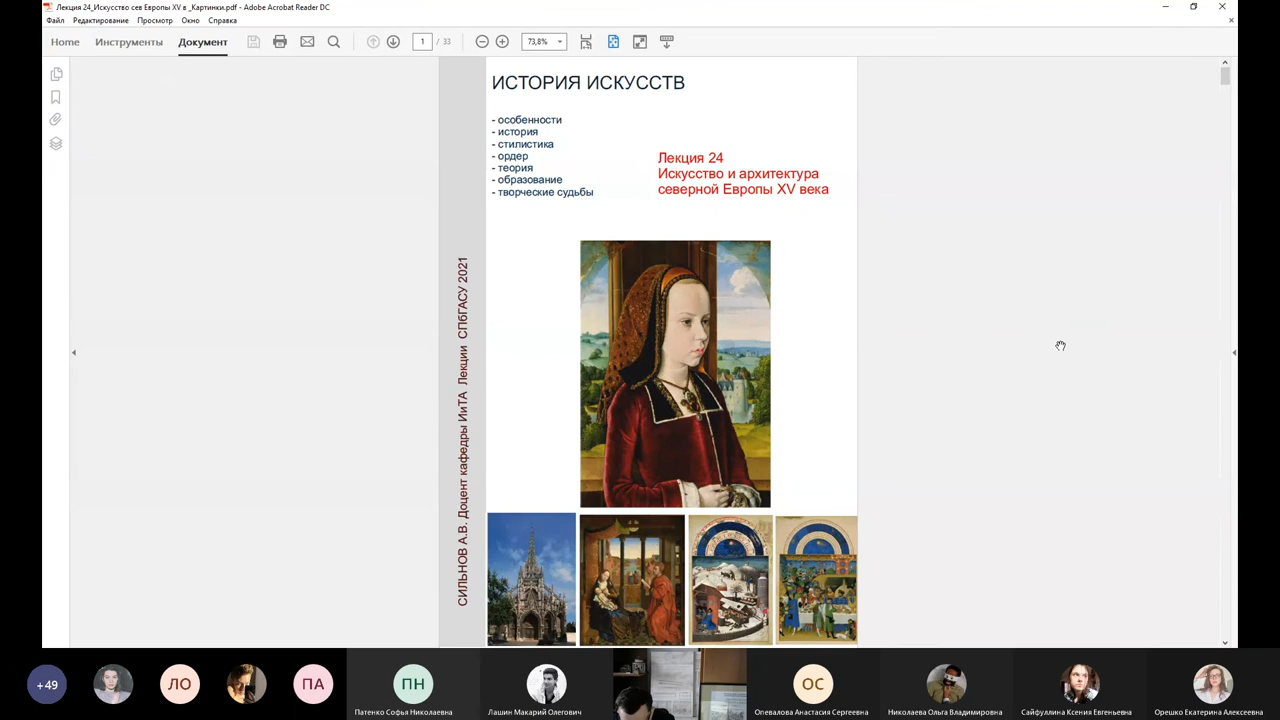 Лекция 24_Искусство сев Европы XV в _Картинки.pdf - Adobe Acrobat Reader DC
Файл Редактирование Просмотр Окно Справка
Home Инструменты Документ 1 / 33 73,8%
ИСТОРИЯ ИСКУССТВ
- особенности
- история
- стилистика
- ордер
- теория
- образование
- творческие судьбы
Лекция 24
Искусство и архитектура
северной Европы XV века
СИЛЬНОВ А.В. Доцент кафедры ИиТА Лекции СПбГАСУ 2021
+49 ЛО ПА ПН ОС
Патенко Софья Николаевна Лашин Макарий Олегович Опевалова Анастасия Сергеевна Николаева Ольга Владимировна Сайфуллина Ксения Евгеньевна Орешко Екатерина Алексеевна